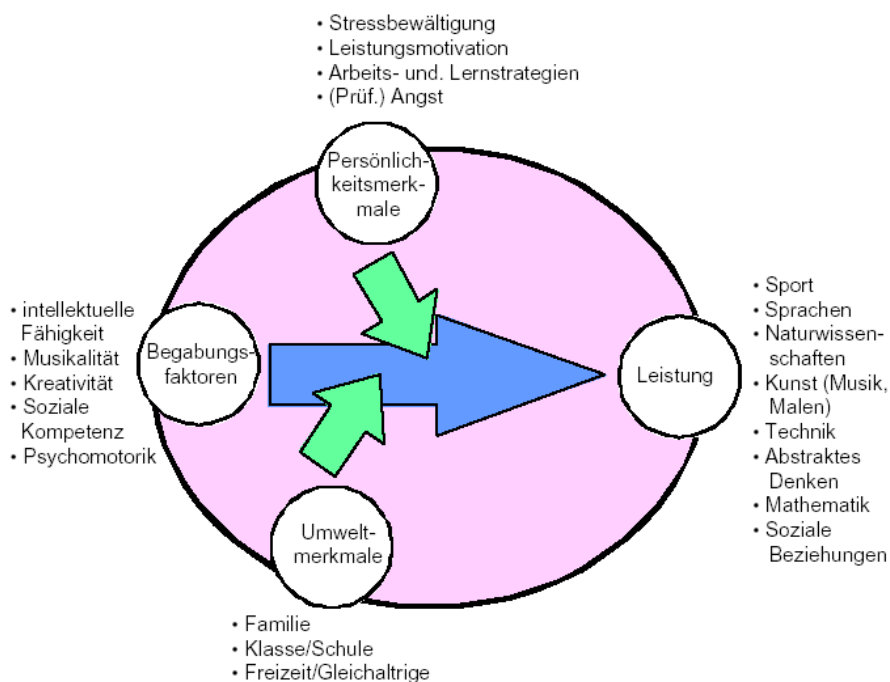 • Stressbewältigung
• Leistungsmotivation
• Arbeits- und. Lernstrategien
• (Prüf.) Angst
Persönlich-
keitsmerk-
male
• intellektuelle
Fähigkeit
• Musikalität
• Kreativität
• Soziale
Kompetenz
• Psychomotorik
Begabungs-
faktoren
Leistung
• Sport
• Sprachen
• Naturwissen-
schaften
• Kunst (Musik,
Malen)
• Technik
• Abstraktes
Denken
• Mathematik
• Soziale
Beziehungen
Umwelt-
merkmale
• Familie
• Klasse/Schule
• Freizeit/Gleichaltrige